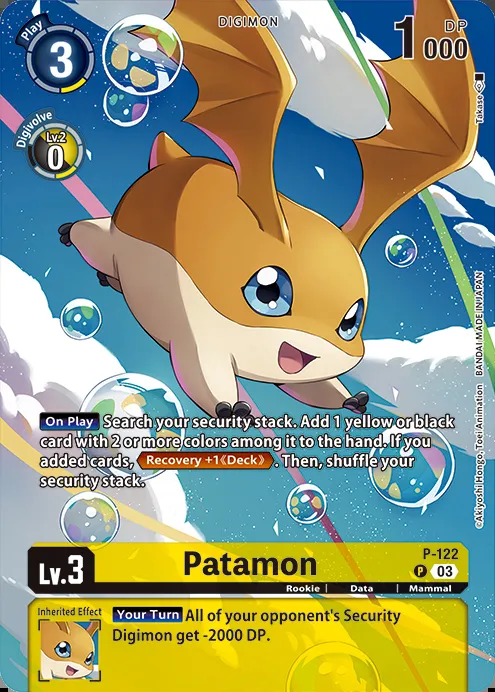 DIGIMON
Play
3
DP
1000
Digivolve
Lv.2
0
Takase
BANDAI MADE IN JAPAN
©Akiyoshi Hongo, Toei Animation
On Play Search your security stack. Add 1 yellow or black
card with 2 or more colors among it to the hand. If you
added cards, Recovery +1《Deck》. Then, shuffle your
security stack.
P-122
Patamon
P 03
Lv.3
Rookie | Data | Mammal
Inherited Effect
Your Turn All of your opponent's Security
Digimon get -2000 DP.